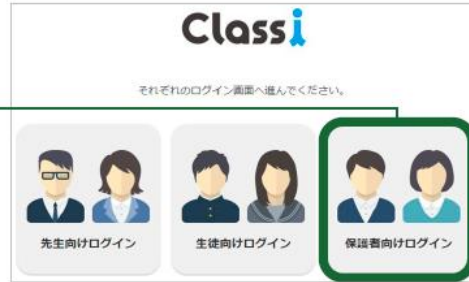 Classi
それぞれのログイン画面へ進んでください。
先生向けログイン
生徒向けログイン
保護者向けログイン